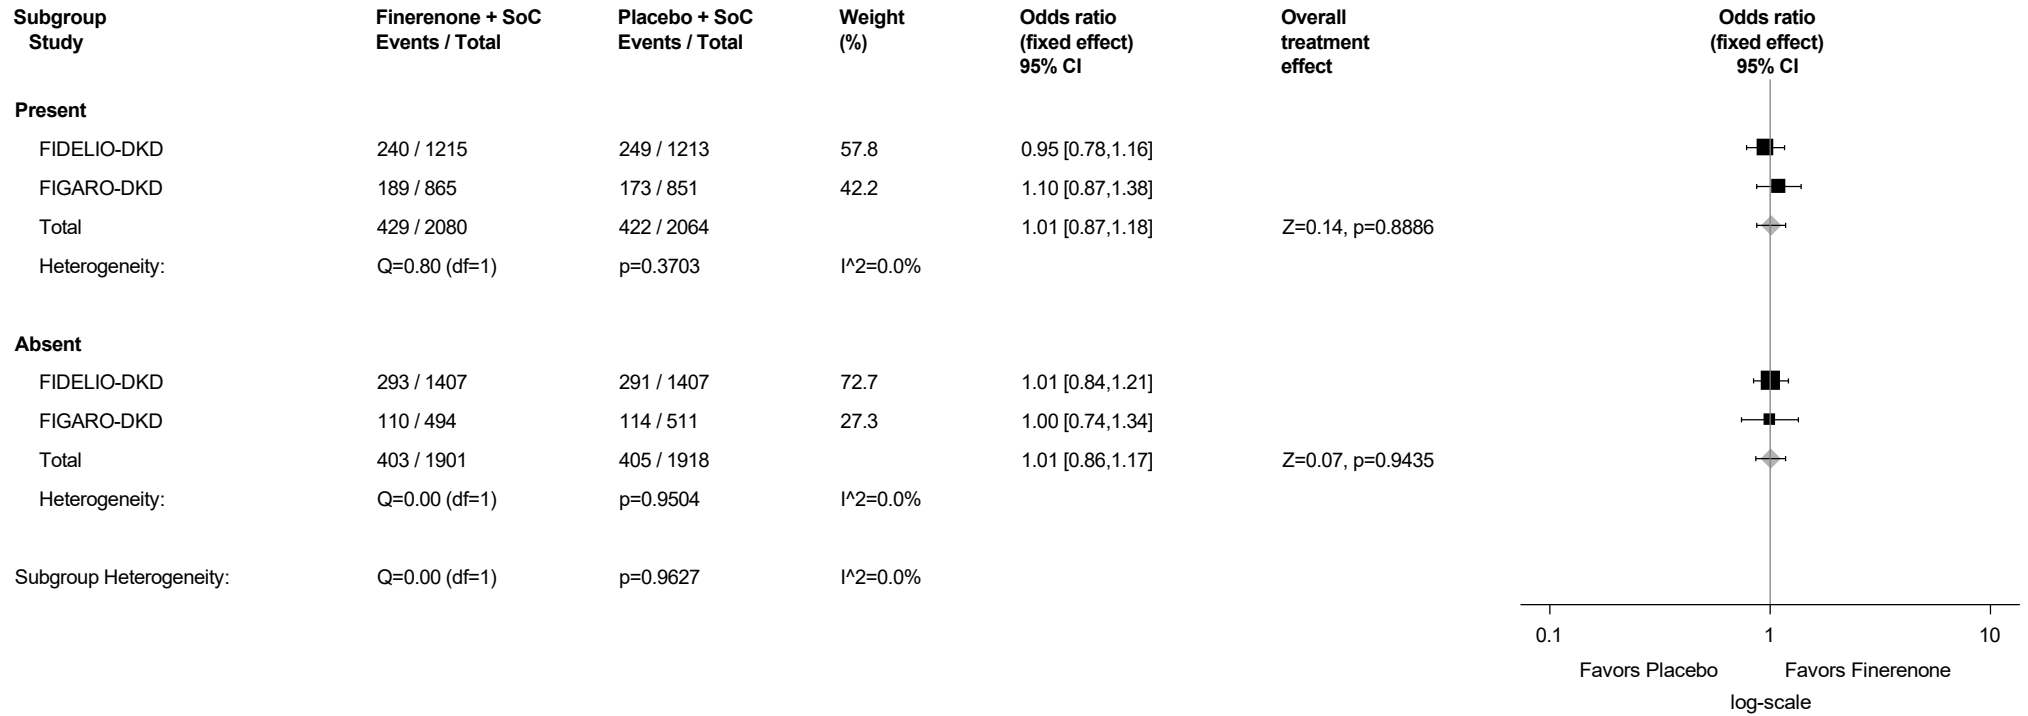 Subgroup Finerenone + SoC Placebo + SoC Weight Odds ratio Overall Odds ratio
Study Events / Total Events / Total (%) (fixed effect) treatment (fixed effect)
95% CI effect 95% CI
Present
FIDELIO-DKD 240 / 1215 249 / 1213 57.8 0.95 [0.78,1.16]
FIGARO-DKD 189 / 865 173 / 851 42.2 1.10 [0.87,1.38]
Total 429 / 2080 422 / 2064 1.01 [0.87,1.18] Z=0.14, p=0.8886
Heterogeneity: Q=0.80 (df=1) p=0.3703 I^2=0.0%
Absent
FIDELIO-DKD 293 / 1407 291 / 1407 72.7 1.01 [0.84,1.21]
FIGARO-DKD 110 / 494 114 / 511 27.3 1.00 [0.74,1.34]
Total 403 / 1901 405 / 1918 1.01 [0.86,1.17] Z=0.07, p=0.9435
Heterogeneity: Q=0.00 (df=1) p=0.9504 I^2=0.0%
Subgroup Heterogeneity: Q=0.00 (df=1) p=0.9627 I^2=0.0%
0.1 1 10
Favors Placebo Favors Finerenone
log-scale